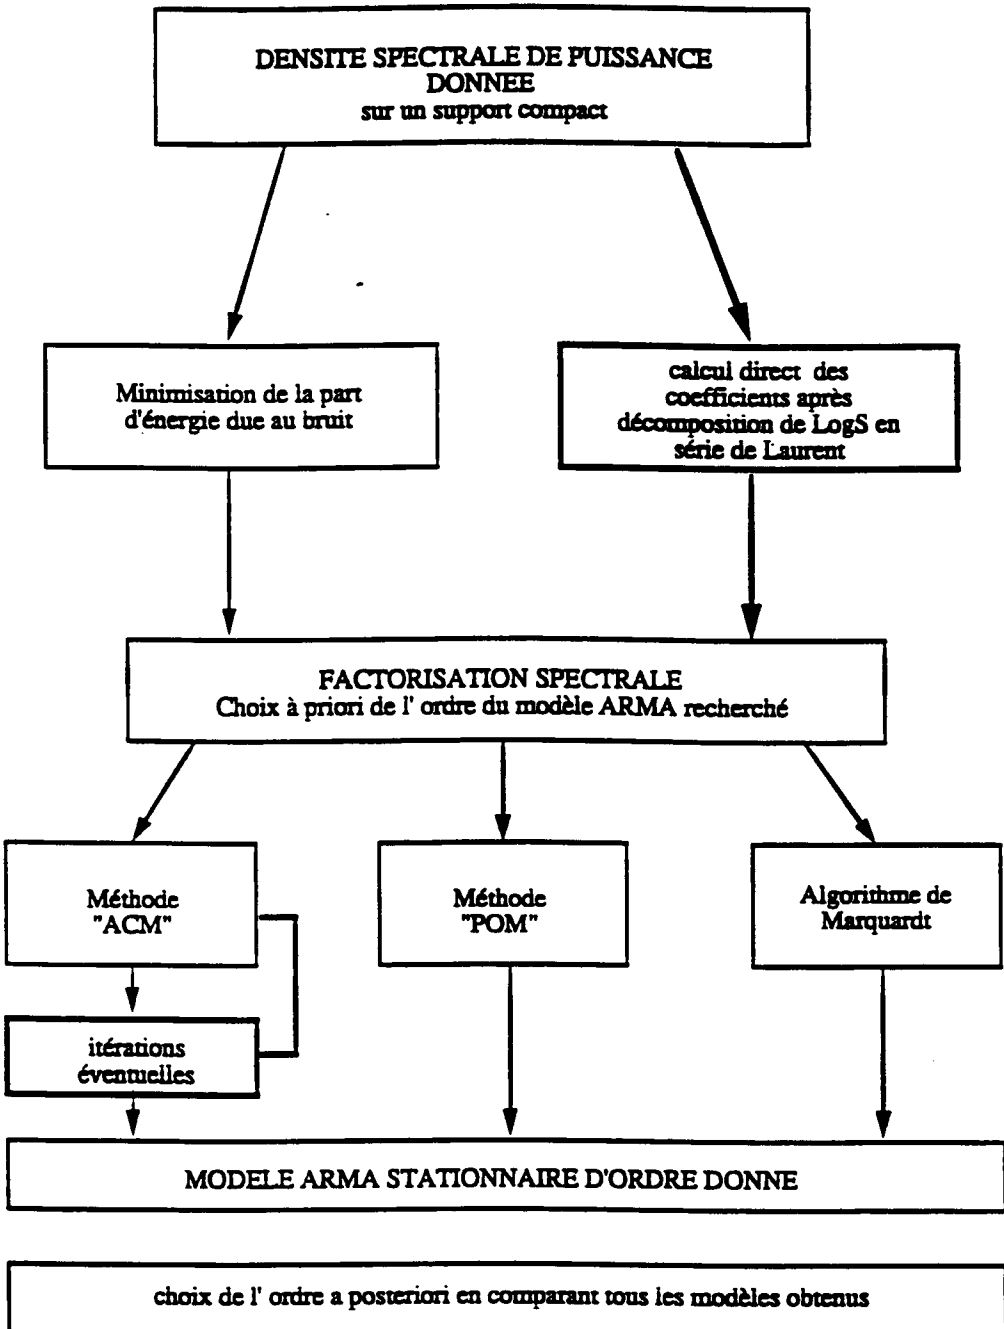 DENSITE SPECTRALE DE PUISSANCE
DONNEE
sur un support compact
Minimisation de la part
d'énergie due au bruit
calcul direct des
coefficients après
décomposition de LogS en
série de Laurent
FACTORISATION SPECTRALE
Choix à priori de l' ordre du modèle ARMA recherché
Méthode
"ACM"
Méthode
"POM"
Algorithme de
Marquardt
itérations
éventuelles
MODELE ARMA STATIONNAIRE D'ORDRE DONNE
choix de l' ordre a posteriori en comparant tous les modèles obtenus